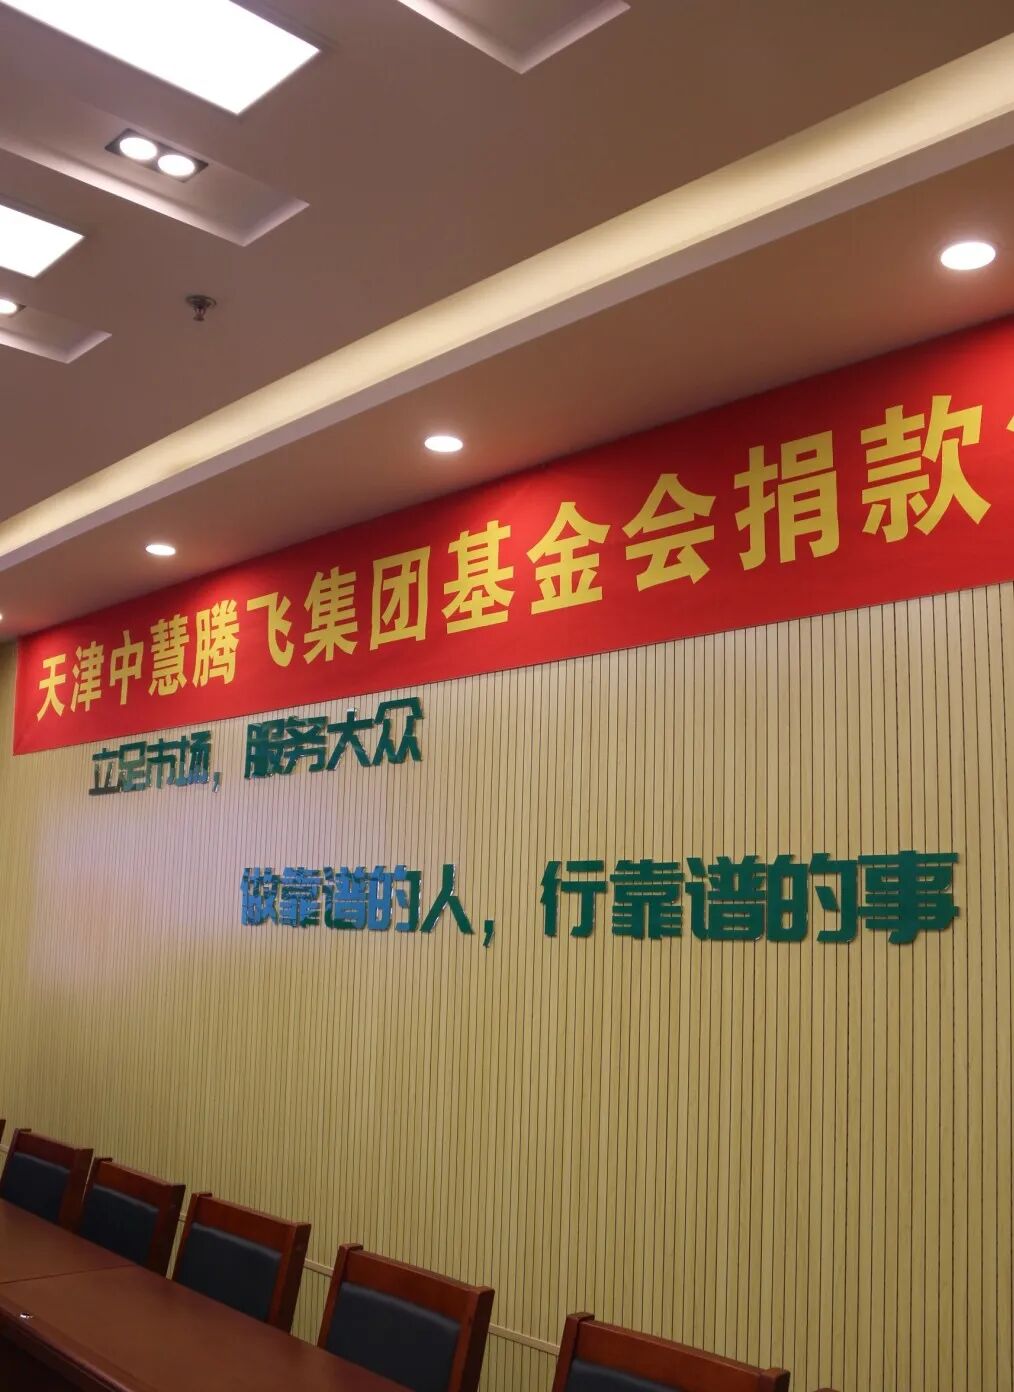 天津中慧腾飞集团基金会捐款
立足市场，服务大众
做靠谱的人，行靠谱的事